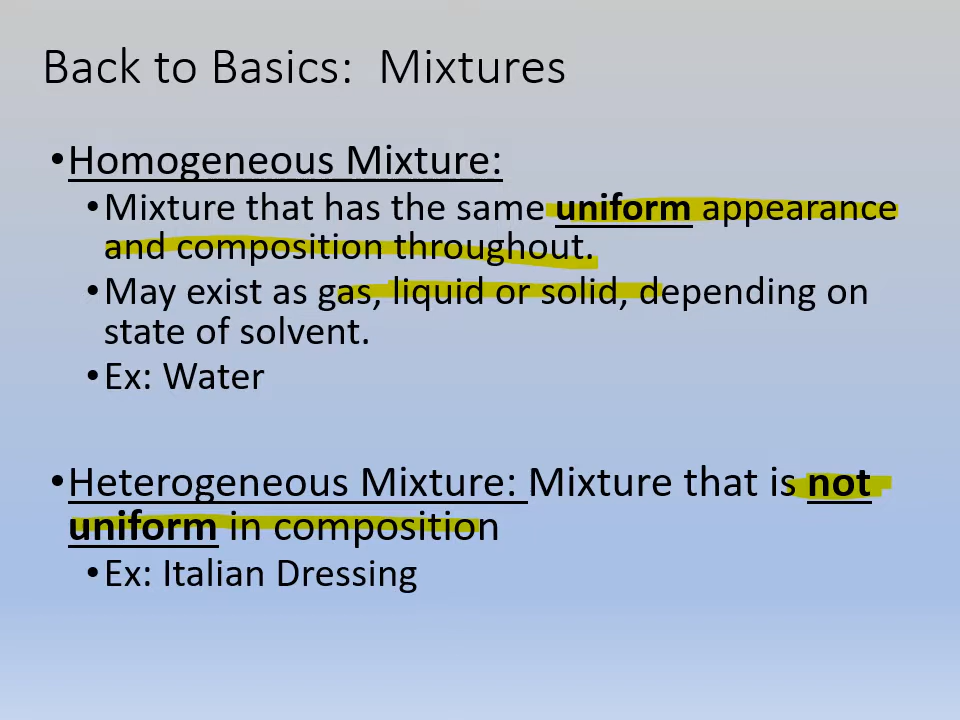 Back to Basics: Mixtures
•Homogeneous Mixture:
•Mixture that has the same uniform appearance
and composition throughout.
•May exist as gas, liquid or solid, depending on
state of solvent.
•Ex: Water
•Heterogeneous Mixture: Mixture that is not
uniform in composition
•Ex: Italian Dressing